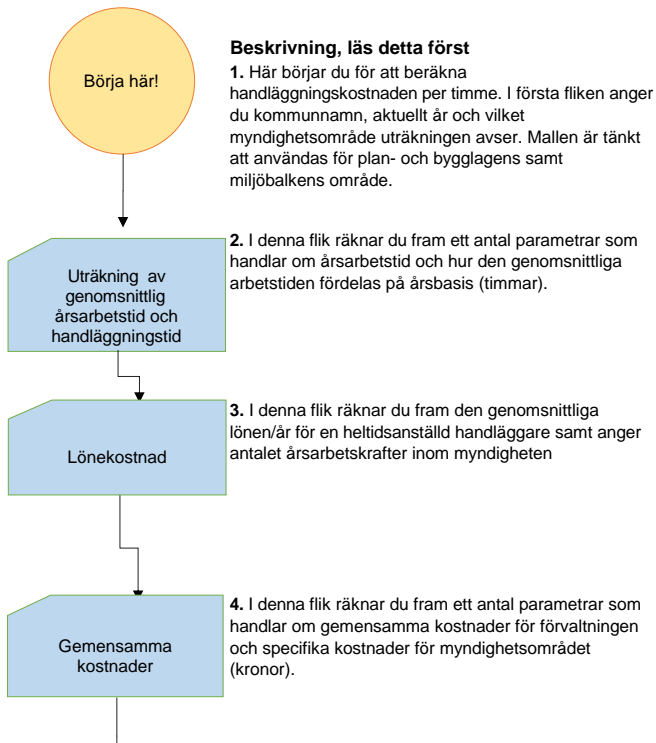 Börja här!
Beskrivning, läs detta först
1. Här börjar du för att beräkna
handläggningskostnaden per timme. I första fliken anger
du kommunnamn, aktuellt år och vilket
myndighetsområde uträkningen avser. Mallen är tänkt
att användas för plan- och bygglagens samt
miljöbalkens område.
Uträkning av
genomsnittlig
årsarbetstid och
handläggningstid
2. I denna flik räknar du fram ett antal parametrar som
handlar om årsarbetstid och hur den genomsnittliga
arbetstiden fördelas på årsbasis (timmar).
Lönekostnad
3. I denna flik räknar du fram den genomsnittliga
lönen/år for en heltidsanställd handläggare samt anger
antalet årsarbetskrafter inom myndigheten
Gemensamma
kostnader
4. I denna flik räknar du fram ett antal parametrar som
handlar om gemensamma kostnader för förvaltningen
och specifika kostnader för myndighetsområdet
(kronor).